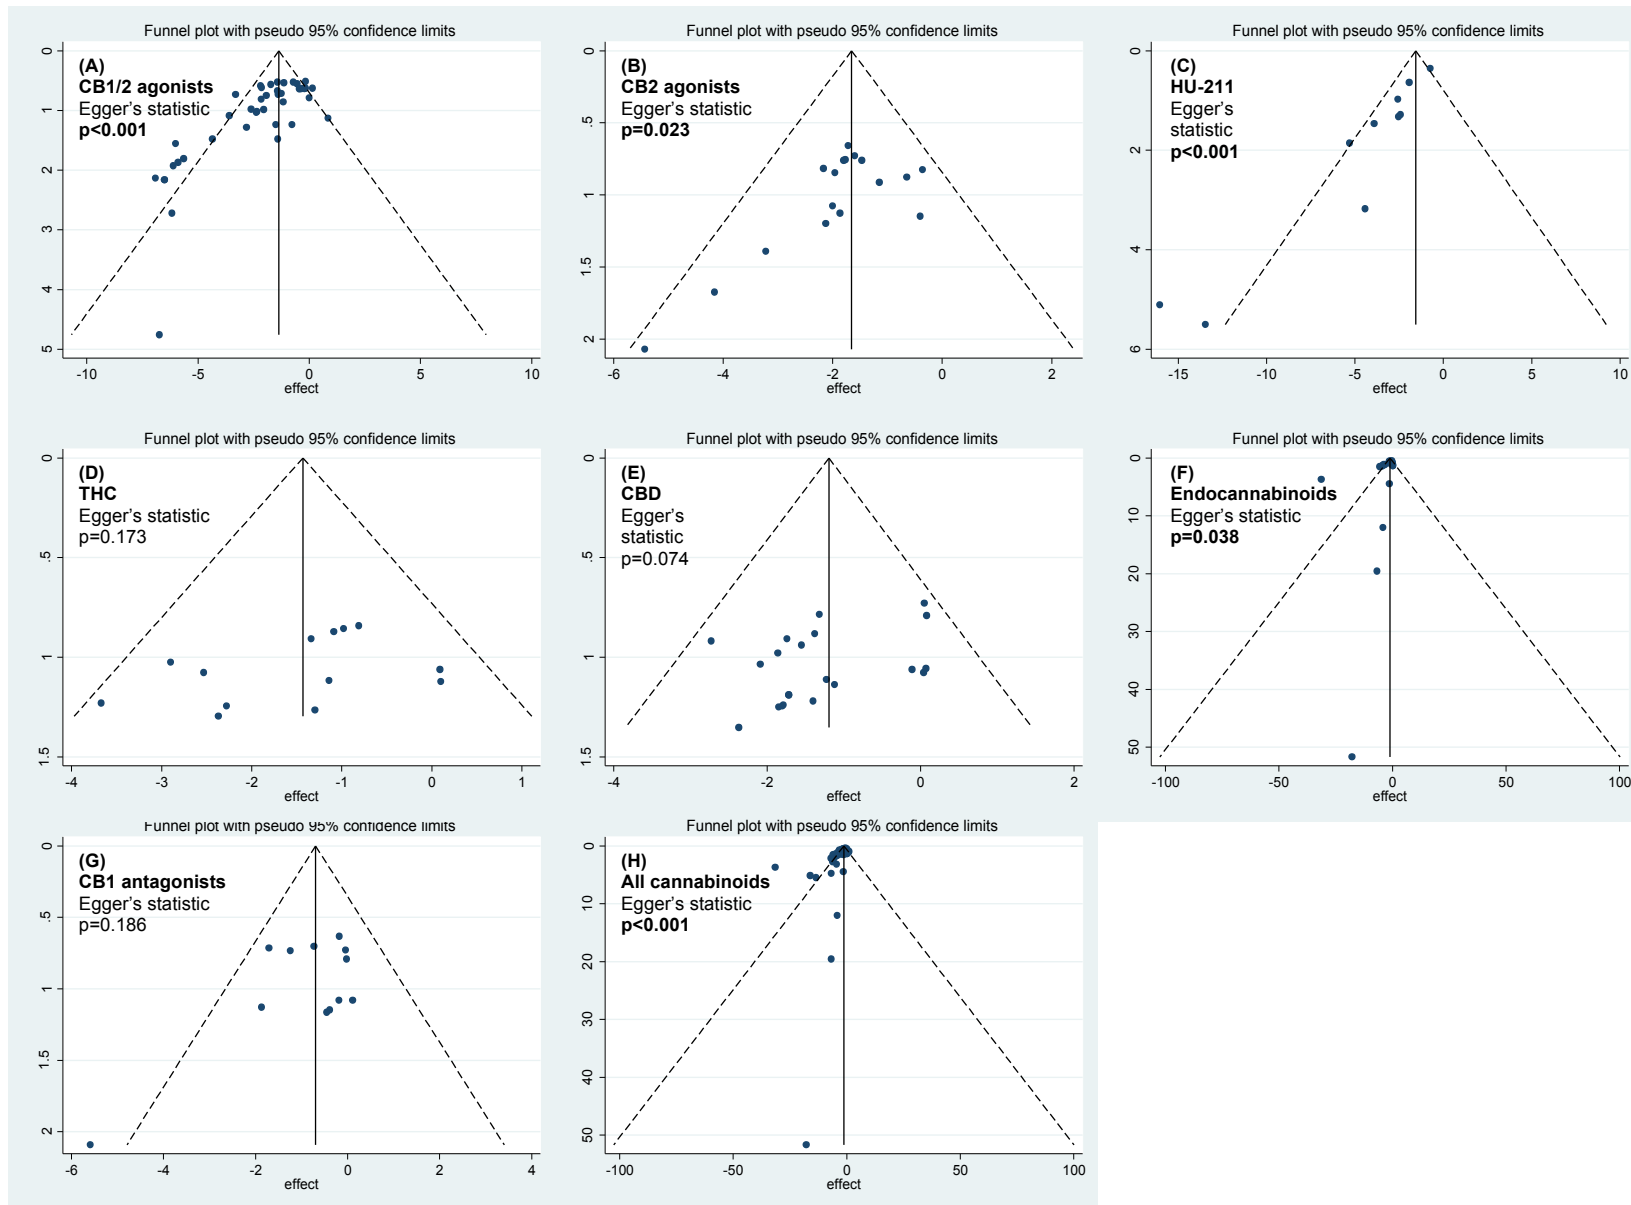 Funnel plot with pseudo 95% confidence limits
(A)
CB1/2 agonists
Egger's statistic
p<0.001
0
1
2
3
4
5
-10
-5
0
5
10
effect
Funnel plot with pseudo 95% confidence limits
(B)
CB2 agonists
Egger's statistic
p=0.023
0
.5
1
1.5
2
-6
-4
-2
0
2
effect
Funnel plot with pseudo 95% confidence limits
(C)
HU-211
Egger's
statistic
p<0.001
0
2
4
6
-15
-10
-5
0
5
10
effect
Funnel plot with pseudo 95% confidence limits
(D)
THC
Egger's statistic
p=0.173
0
.5
1
1.5
-4
-3
-2
-1
0
1
effect
Funnel plot with pseudo 95% confidence limits
(E)
CBD
Egger's
statistic
p=0.074
0
.5
1
1.5
-4
-2
0
2
effect
Funnel plot with pseudo 95% confidence limits
(F)
Endocannabinoids
Egger's statistic
p=0.038
0
10
20
30
40
50
-100
-50
0
50
100
effect
Funnel plot with pseudo 95% confidence limits
(G)
CB1 antagonists
Egger's statistic
p=0.186
0
.5
1
1.5
2
-6
-4
-2
0
2
4
effect
Funnel plot with pseudo 95% confidence limits
(H)
All cannabinoids
Egger's statistic
p<0.001
0
10
20
30
40
50
-100
-50
0
50
100
effect